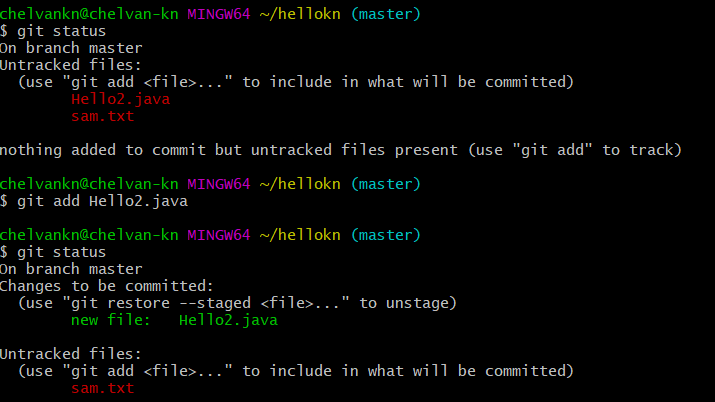 chelvankn@chelvan-kn MINGW64 ~/hellokn (master)
$ git status
On branch master
Untracked files:
  (use "git add <file>..." to include in what will be committed)
        Hello2.java
        sam.txt

nothing added to commit but untracked files present (use "git add" to track)

chelvankn@chelvan-kn MINGW64 ~/hellokn (master)
$ git add Hello2.java

chelvankn@chelvan-kn MINGW64 ~/hellokn (master)
$ git status
On branch master
Changes to be committed:
  (use "git restore --staged <file>..." to unstage)
        new file:   Hello2.java

Untracked files:
  (use "git add <file>..." to include in what will be committed)
        sam.txt